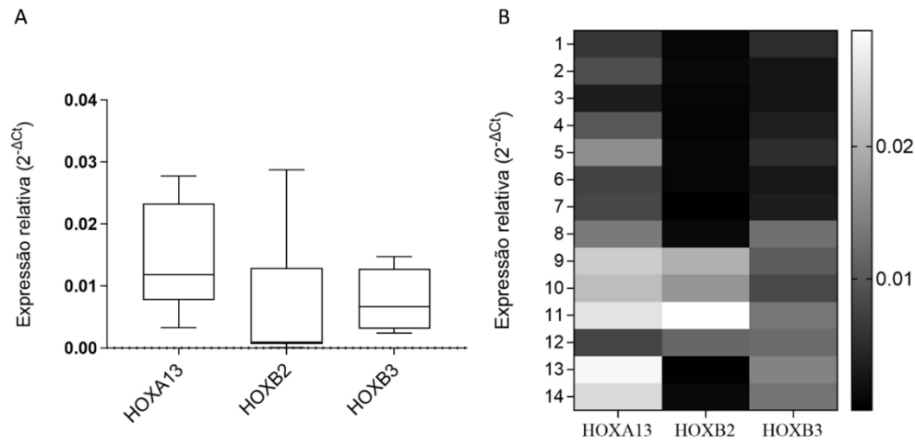 A
Expressão relativa (2^-ΔCt)
0.04
0.03
0.02
0.01
0.00
HOXA13
HOXB2
HOXB3
B
Expressão relativa (2^-ΔCt)
1
2
3
4
5
6
7
8
9
10
11
12
13
14
HOXA13 HOXB2 HOXB3
0.02
0.01